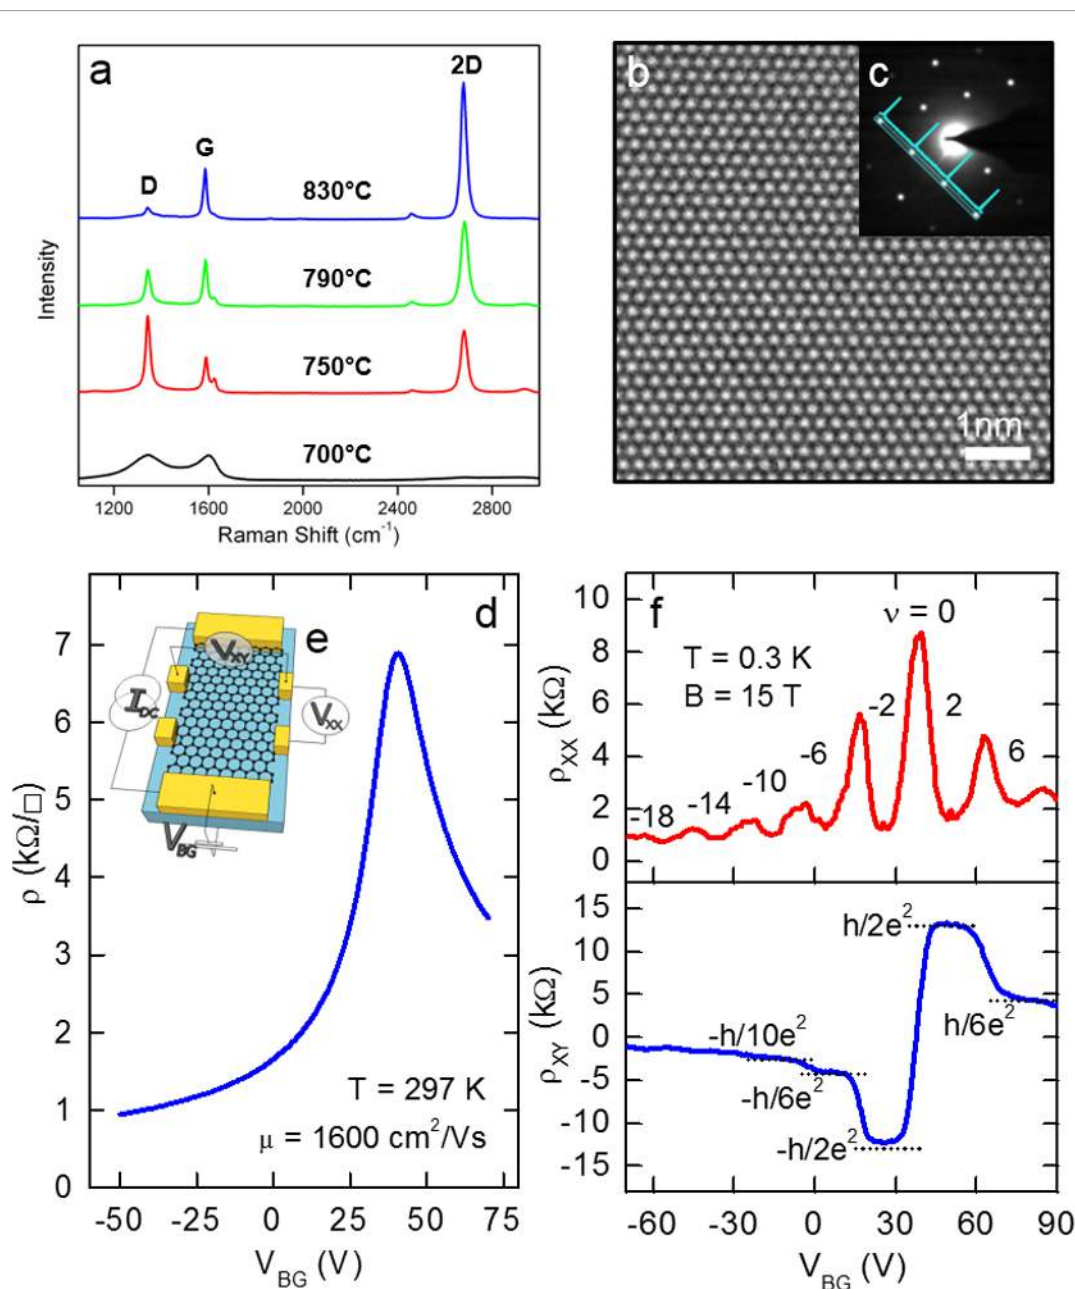 a
2D
G
D
830°C
790°C
750°C
700°C
Intensity
1200 1600 2000 2400 2800
Raman Shift (cm⁻¹)
b
c
1nm
d
e
V_XY
I_DC
V_XX
V_BG
7
6
5
4
3
2
1
0
ρ (kΩ/□)
T = 297 K
μ = 1600 cm²/Vs
-50 -25 0 25 50 75
V_BG (V)
f
ν = 0
T = 0.3 K
B = 15 T
-2
2
-6
6
-10
-14
-18
10
8
6
4
2
0
ρ_XX (kΩ)
15
10
5
0
-5
-10
-15
ρ_XY (kΩ)
h/2e²
h/6e²
-h/10e²
-h/6e²
-h/2e²
-60 -30 0 30 60 90
V_BG (V)